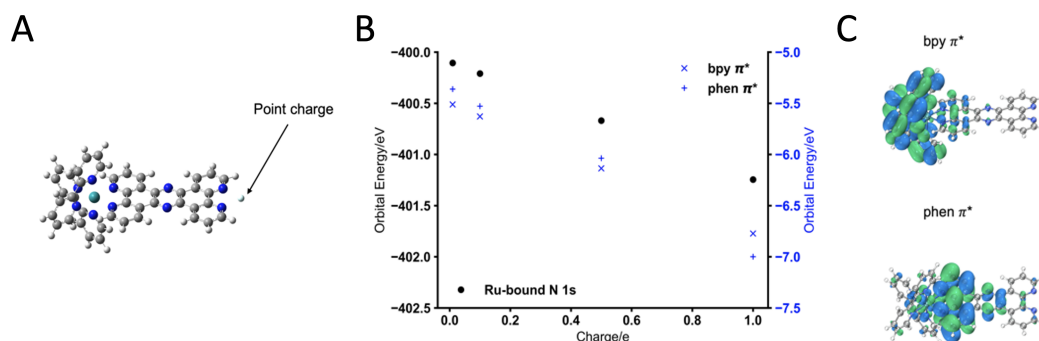 A
B
C
Point charge
-400.0
-400.5
-401.0
-401.5
-402.0
-402.5
Orbital Energy/eV
bpy π*
phen π*
Ru-bound N 1s
0.0
0.2
0.4
0.6
0.8
1.0
Charge/e
-5.0
-5.5
-6.0
-6.5
-7.0
-7.5
Orbital Energy/eV
bpy π*
phen π*